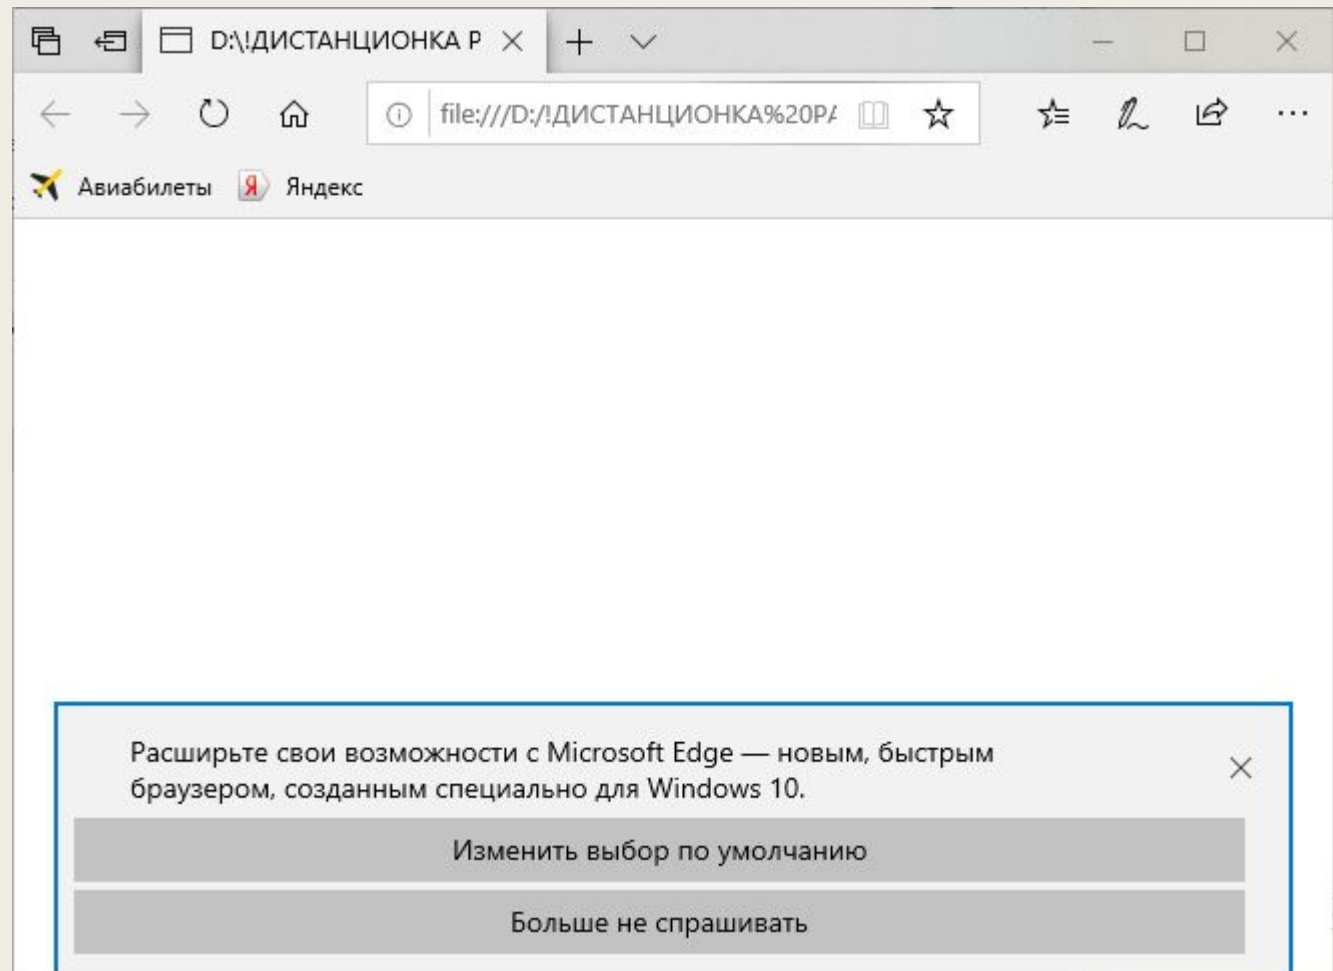 D:\!ДИСТАНЦИОНКА Р
file:///D:/!ДИСТАНЦИОНКА%20РА
Авиабилеты Я Яндекс
Расширьте свои возможности с Microsoft Edge — новым, быстрым
браузером, созданным специально для Windows 10.
Изменить выбор по умолчанию
Больше не спрашивать